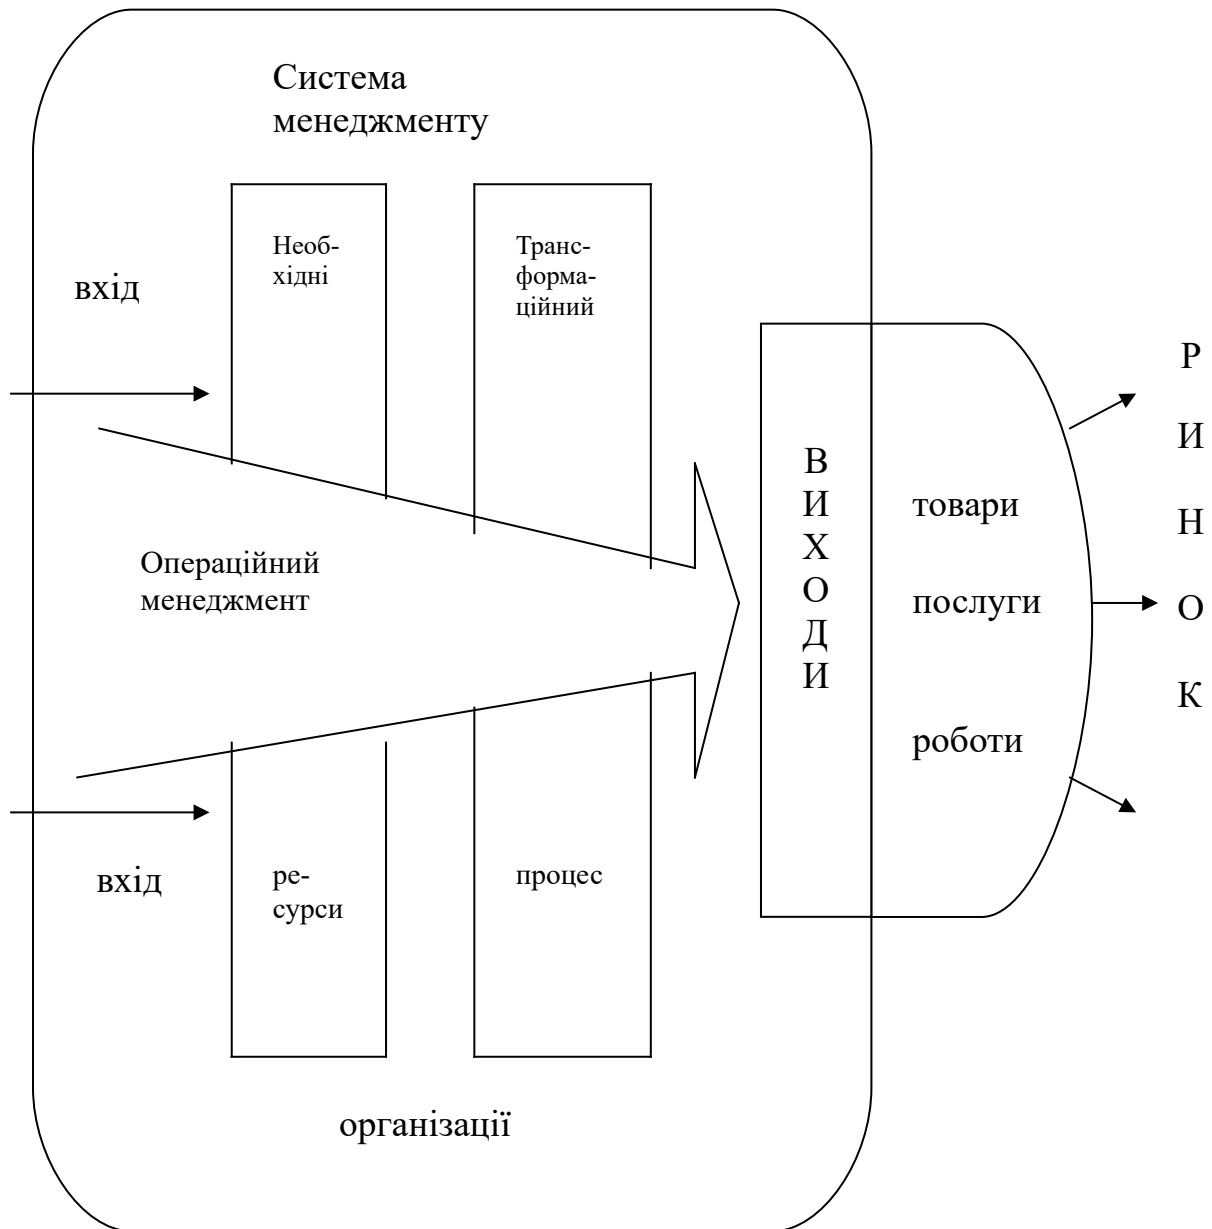 Система
менеджменту
Необ-
хідні
Транс-
форма-
ційний
вхід
Операційний
менеджмент
вхід
ре-
сурси
процес
організації
В
И
Х
О
Д
И
товари
послуги
роботи
Р
И
Н
О
К